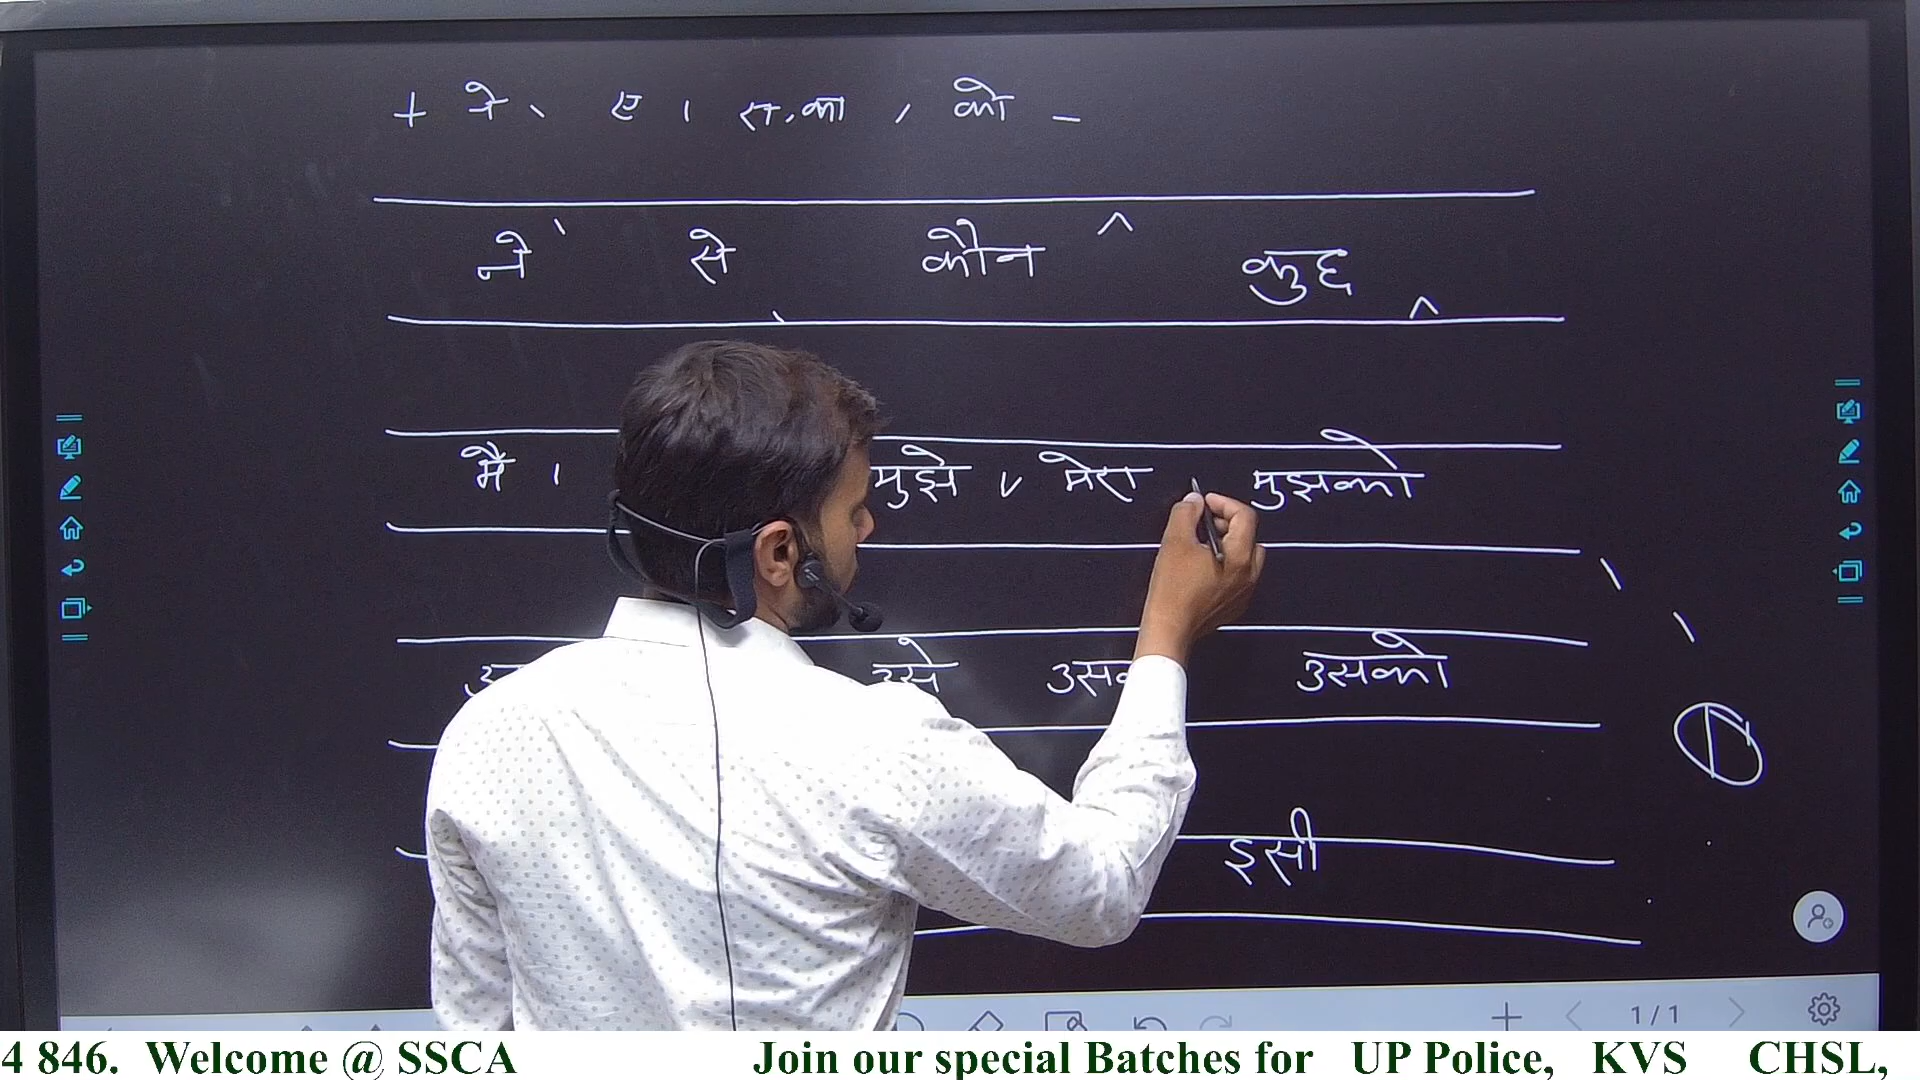 + ने, ए, रा, का, को -
ने से कौन कुछ
मैं, मुझे, मेरा मुझको
उसे उसको
इसी
1/1
4 846. Welcome @ SSCA Join our special Batches for UP Police, KVS CHSL,